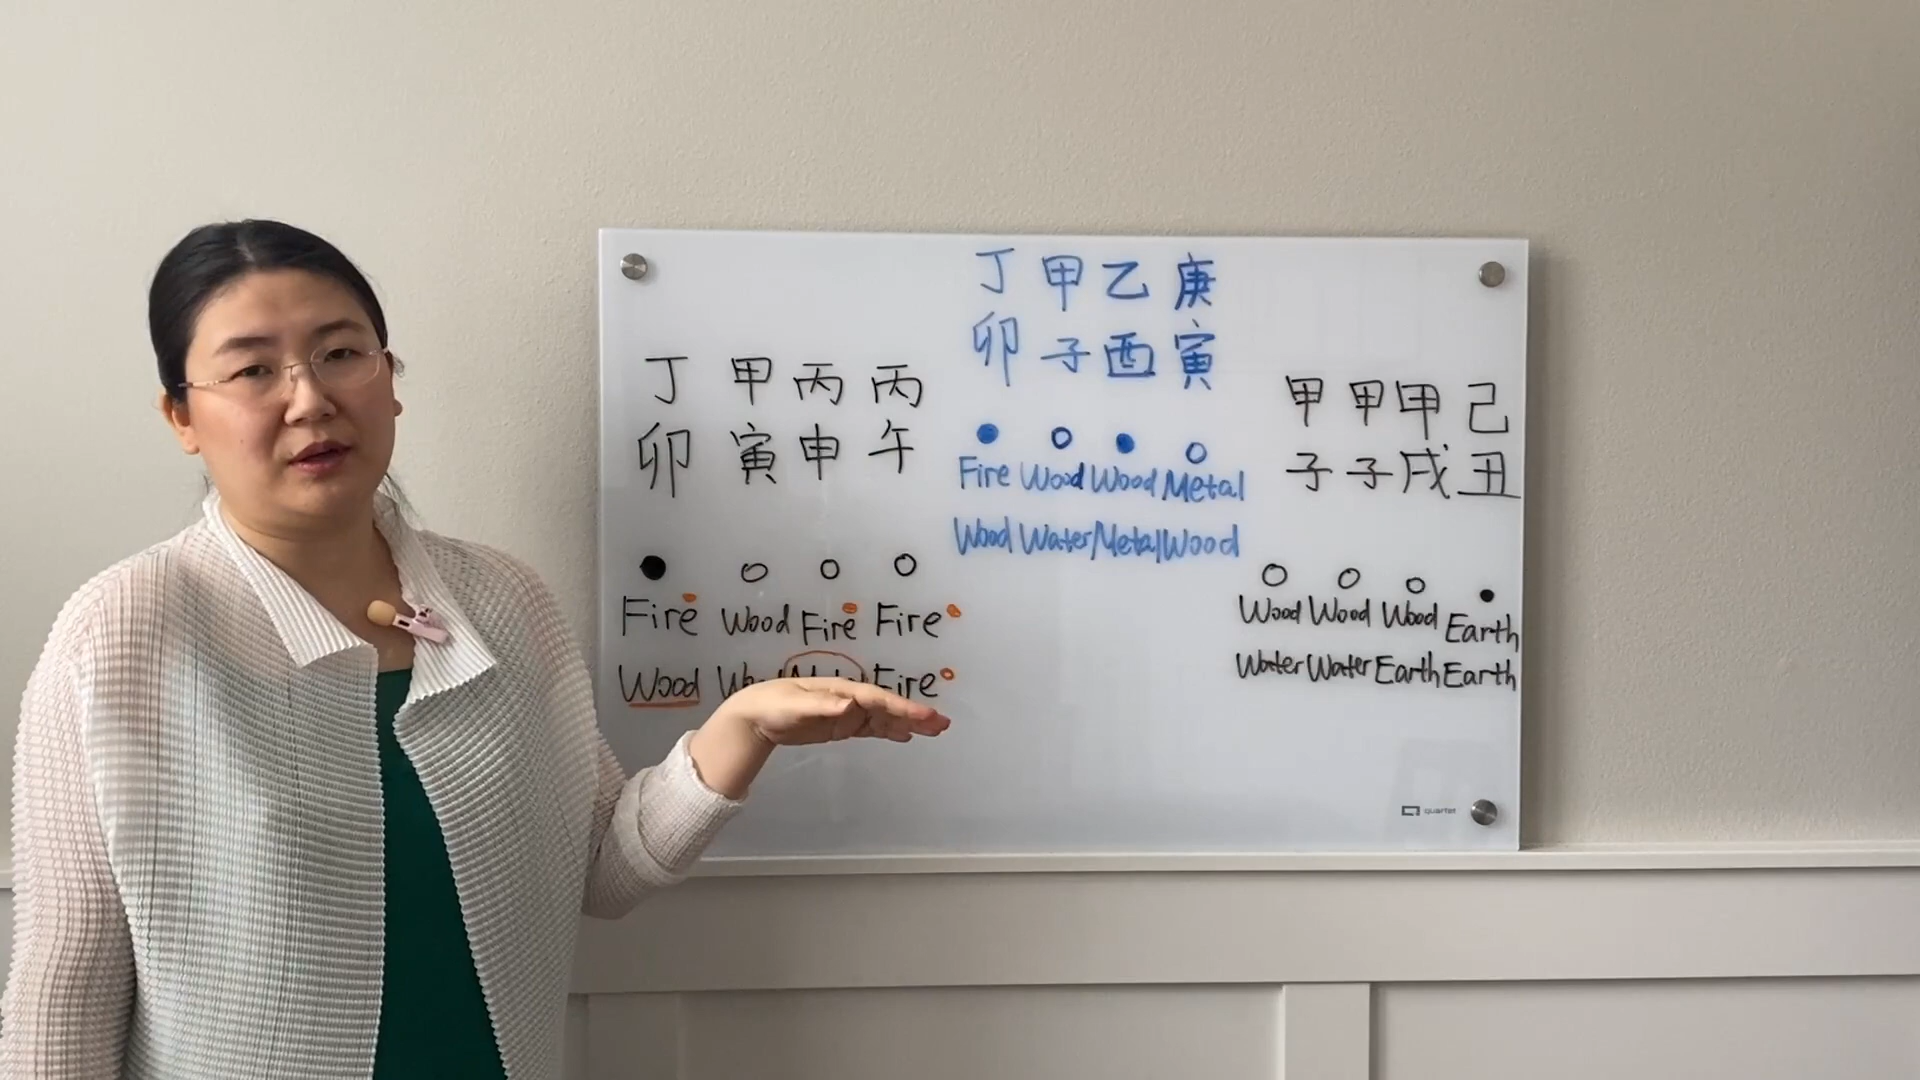 丁 甲 丙 丙
卯 寅 申 午
Fire Wood Fire Fire
Wood Fire
丁 甲 乙 庚
卯 子 酉 寅
Fire Wood Wood Metal
Wood Water Metal Wood
甲 甲 甲 己
子 子 戌 丑
Wood Wood Wood Earth
Water Water Earth Earth
quartet